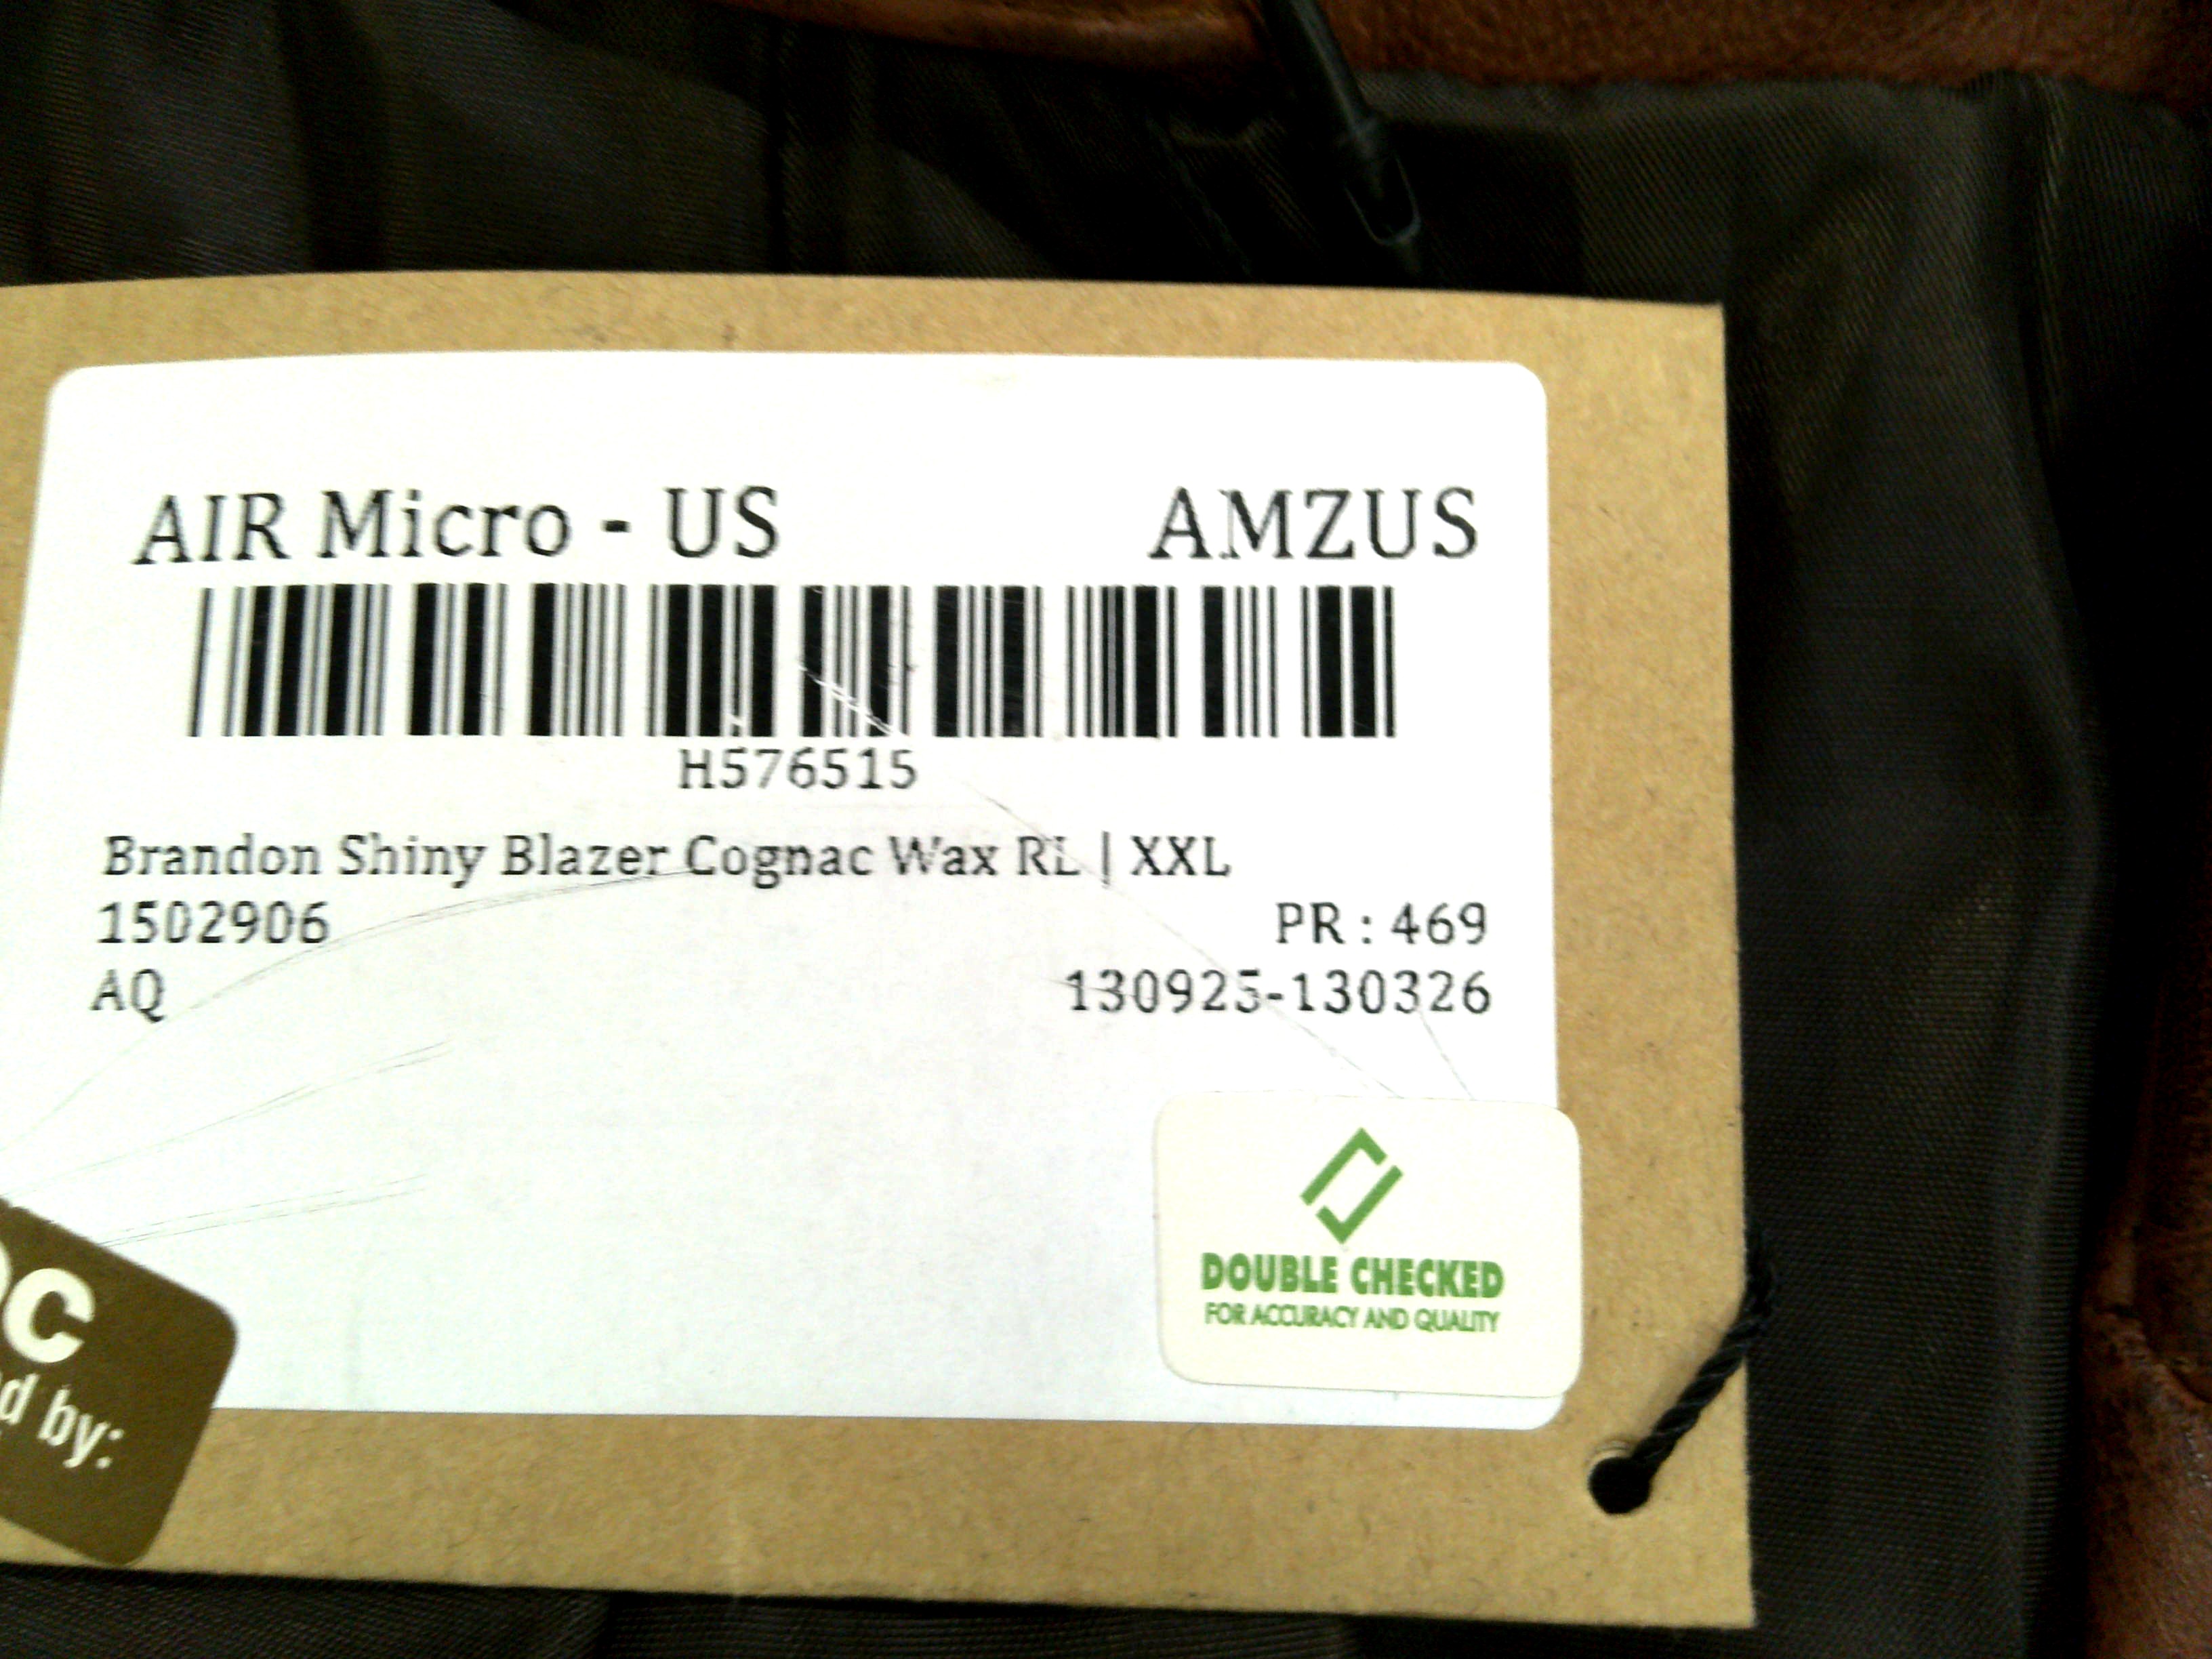 AIR Micro - US AMZUS
H576515
Brandon Shiny Blazer Cognac Wax RL | XXL
1502906 PR : 469
AQ 130925-130326
DOUBLE CHECKED
FOR ACCURACY AND QUALITY
by: